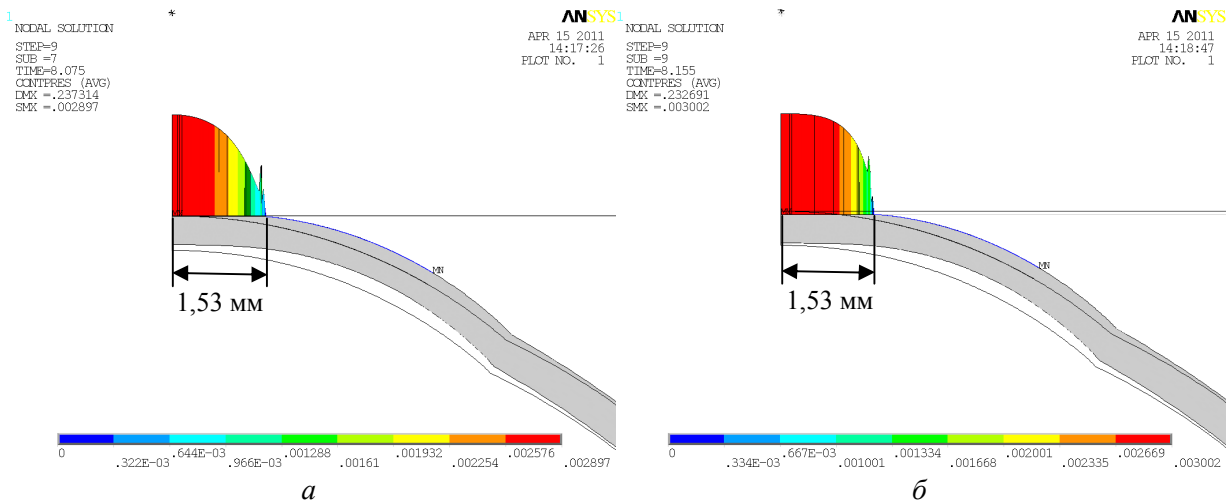 1
NODAL SOLUTION
STEP=9
SUB =7
TIME=8.075
CONTPRES (AVG)
DMX =.237314
SMX =.002897
ANSYS
APR 15 2011
14:17:26
PLOT NO. 1
MN
1,53 мм
0 .322E-03 .644E-03 .966E-03 .001288 .00161 .001932 .002254 .002576 .002897
а
1
NODAL SOLUTION
STEP=9
SUB =9
TIME=8.155
CONTPRES (AVG)
DMX =.232691
SMX =.003002
ANSYS
APR 15 2011
14:18:47
PLOT NO. 1
MN
1,53 мм
0 .334E-03 .667E-03 .001001 .001334 .001668 .002001 .002335 .002669 .003002
б